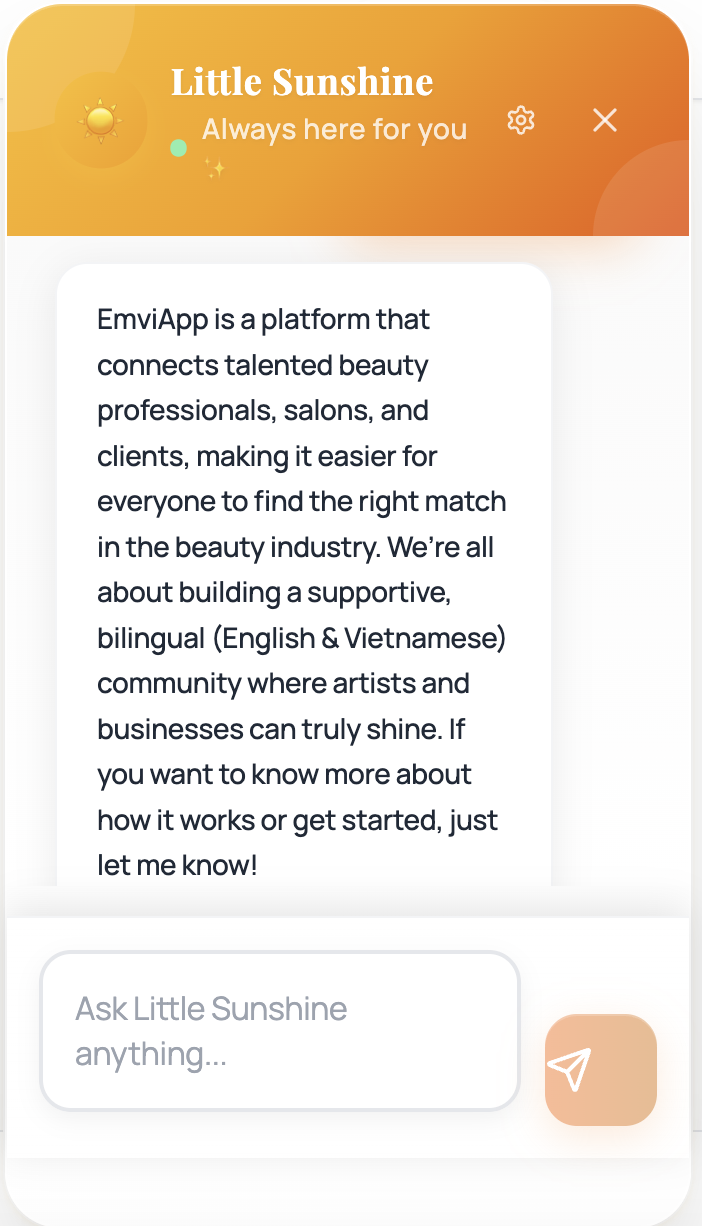 Little Sunshine
Always here for you
✨
EmviApp is a platform that
connects talented beauty
professionals, salons, and
clients, making it easier for
everyone to find the right match
in the beauty industry. We’re all
about building a supportive,
bilingual (English & Vietnamese)
community where artists and
businesses can truly shine. If
you want to know more about
how it works or get started, just
let me know!
Ask Little Sunshine
anything...